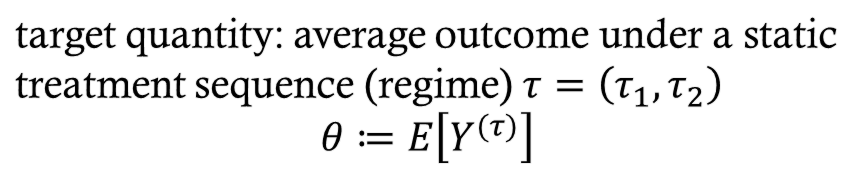 target quantity: average outcome under a static
treatment sequence (regime) τ = (τ₁, τ₂)
θ ≔ E[Y⁽τ⁾]